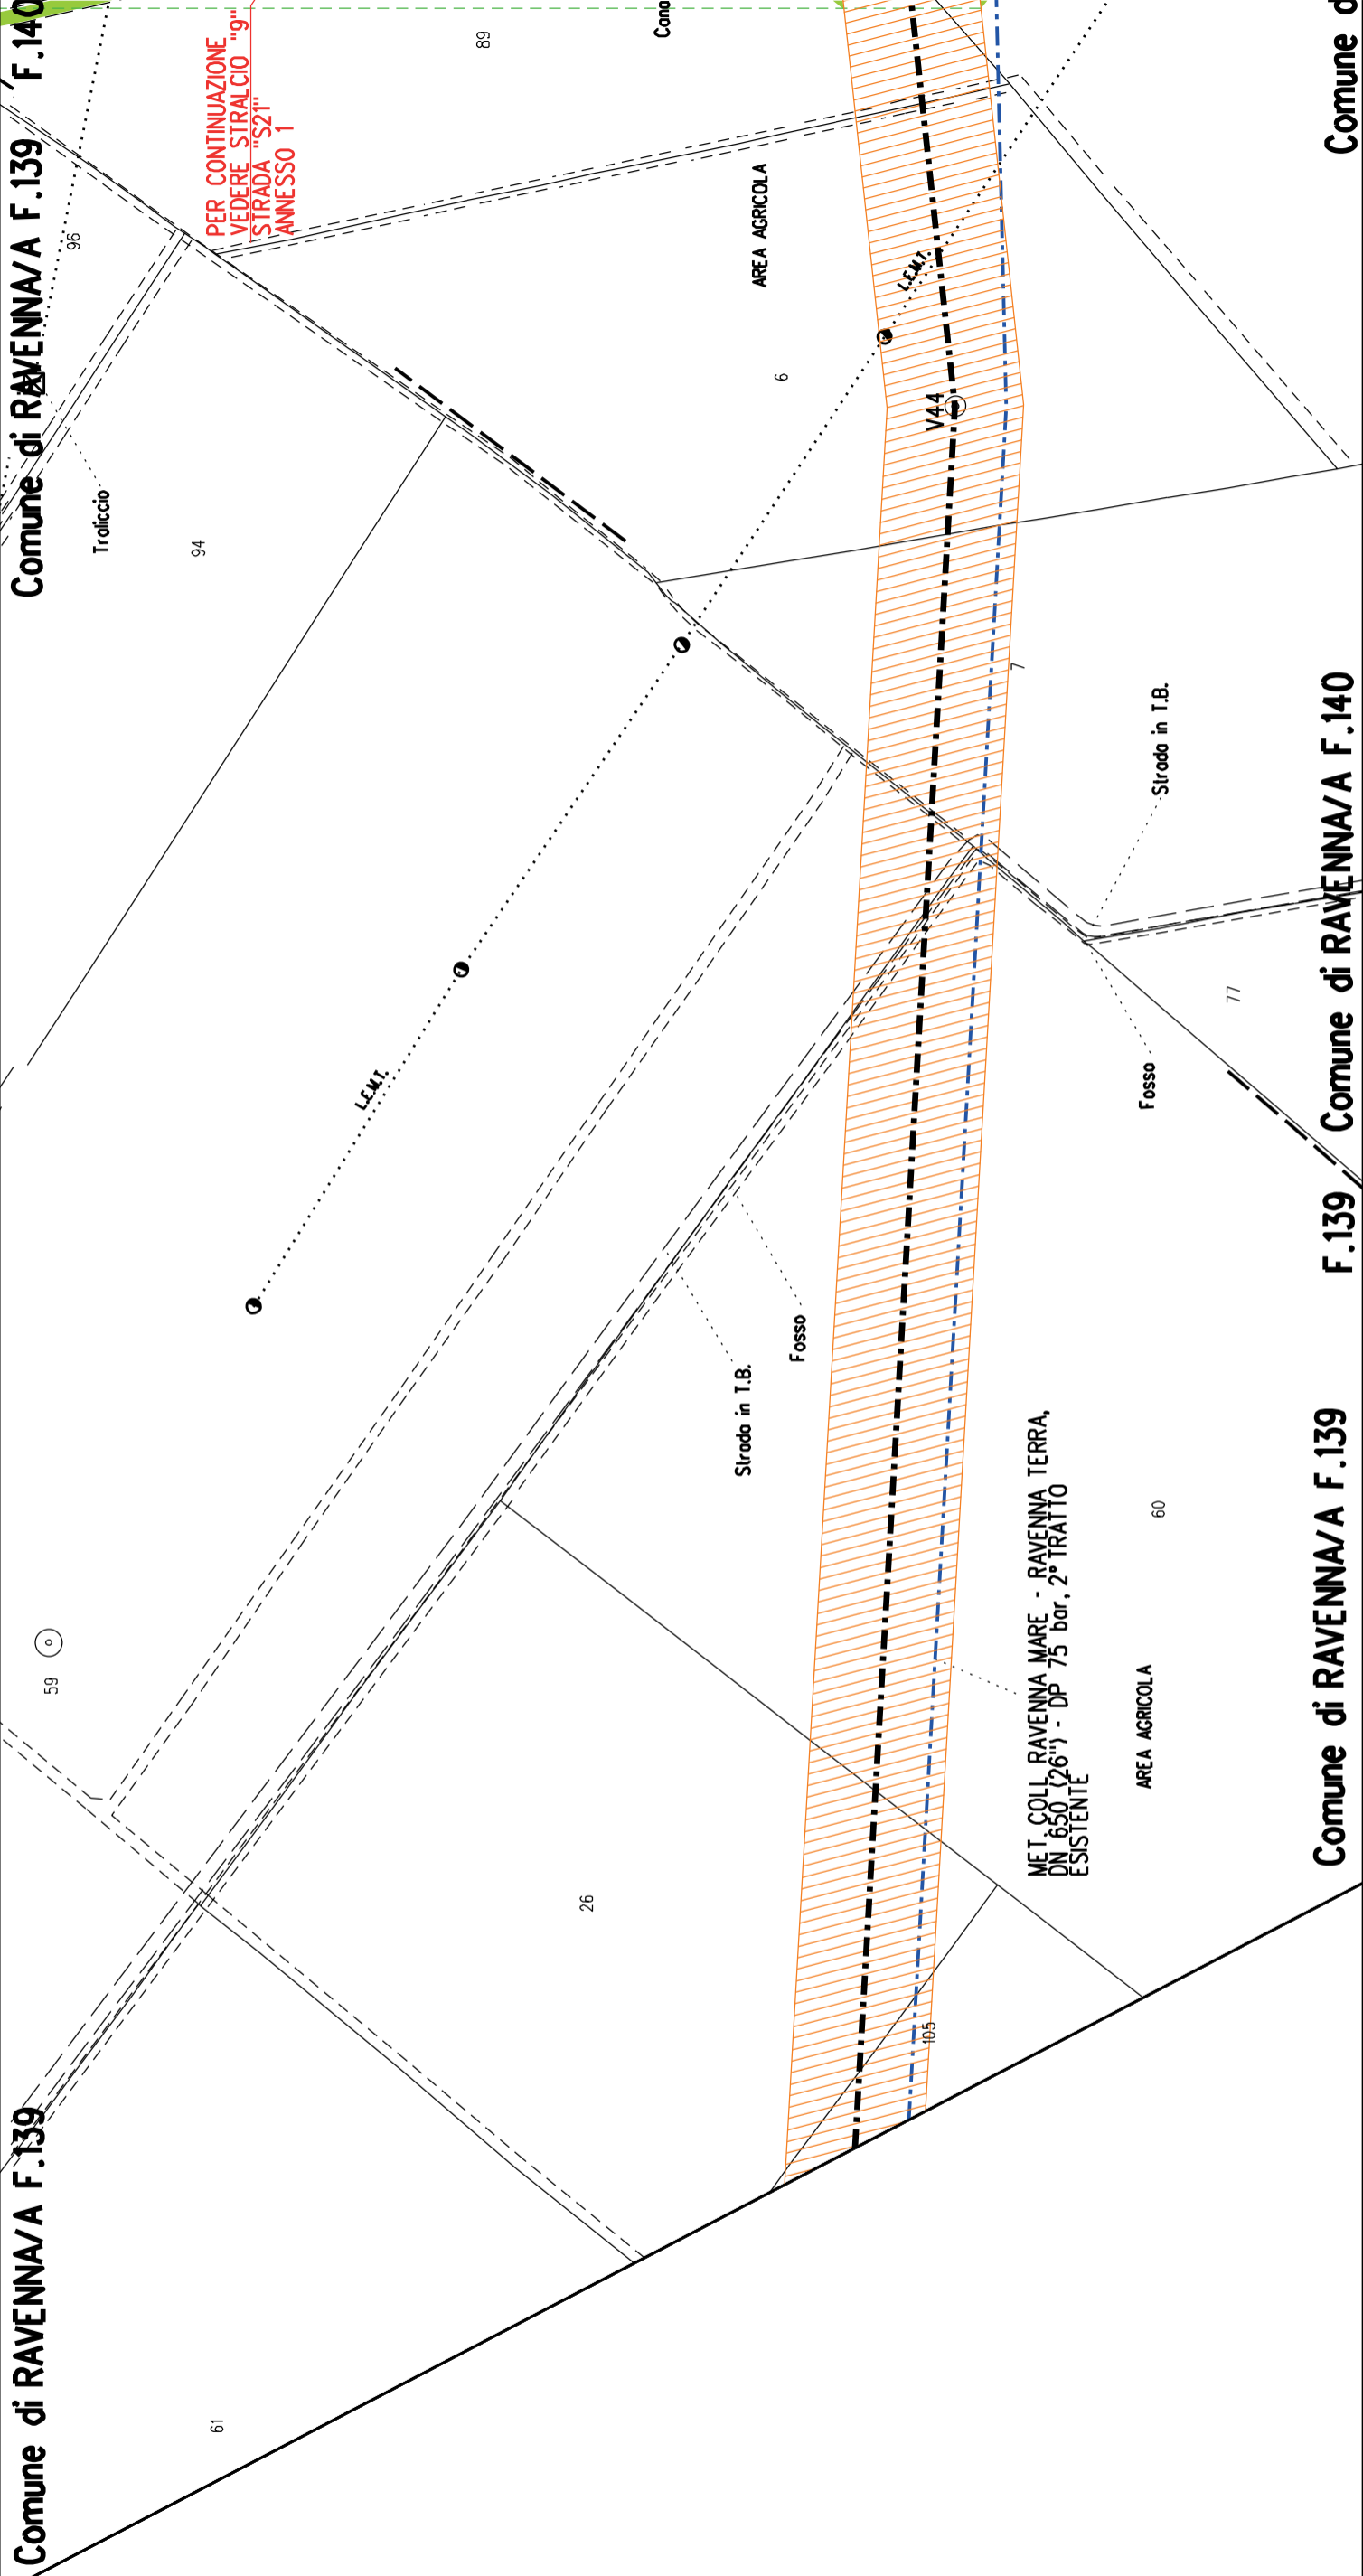 Comune di RAVENNA/A F.139
Comune di RAVENNA/A F.139
F.140
61
59
94
96
Traliccio
PER CONTINUAZIONE
VEDERE STRALCIO "9"
STRADA "S21"
ANNESSO 1
L.E.M.T.
89
26
Strada in T.B.
Fosso
AREA AGRICOLA
6
L.E.M.T.
V44
105
7
MET. COLL. RAVENNA MARE - RAVENNA TERRA,
DN 650 (26") - DP 75 bar, 2° TRATTO
ESISTENTE
AREA AGRICOLA
60
Fosso
Strada in T.B.
77
Comune di RAVENNA/A F.139
F.139
Comune di RAVENNA/A F.140
Comune d